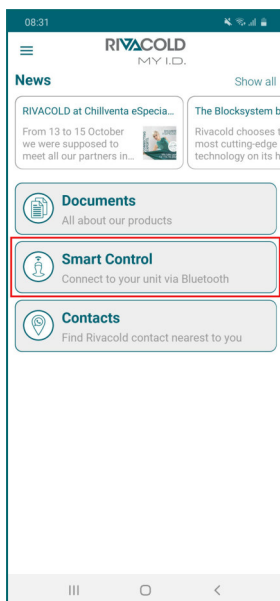 08:31
RIVACOLD
MY I.D.
News
Show all
RIVACOLD at Chillventa eSpecia...
From 13 to 15 October
we were supposed to
meet all our partners in...
The Blocksystem b
Rivacold chooses t
most cutting-edge
technology on its h
Documents
All about our products
Smart Control
Connect to your unit via Bluetooth
Contacts
Find Rivacold contact nearest to you